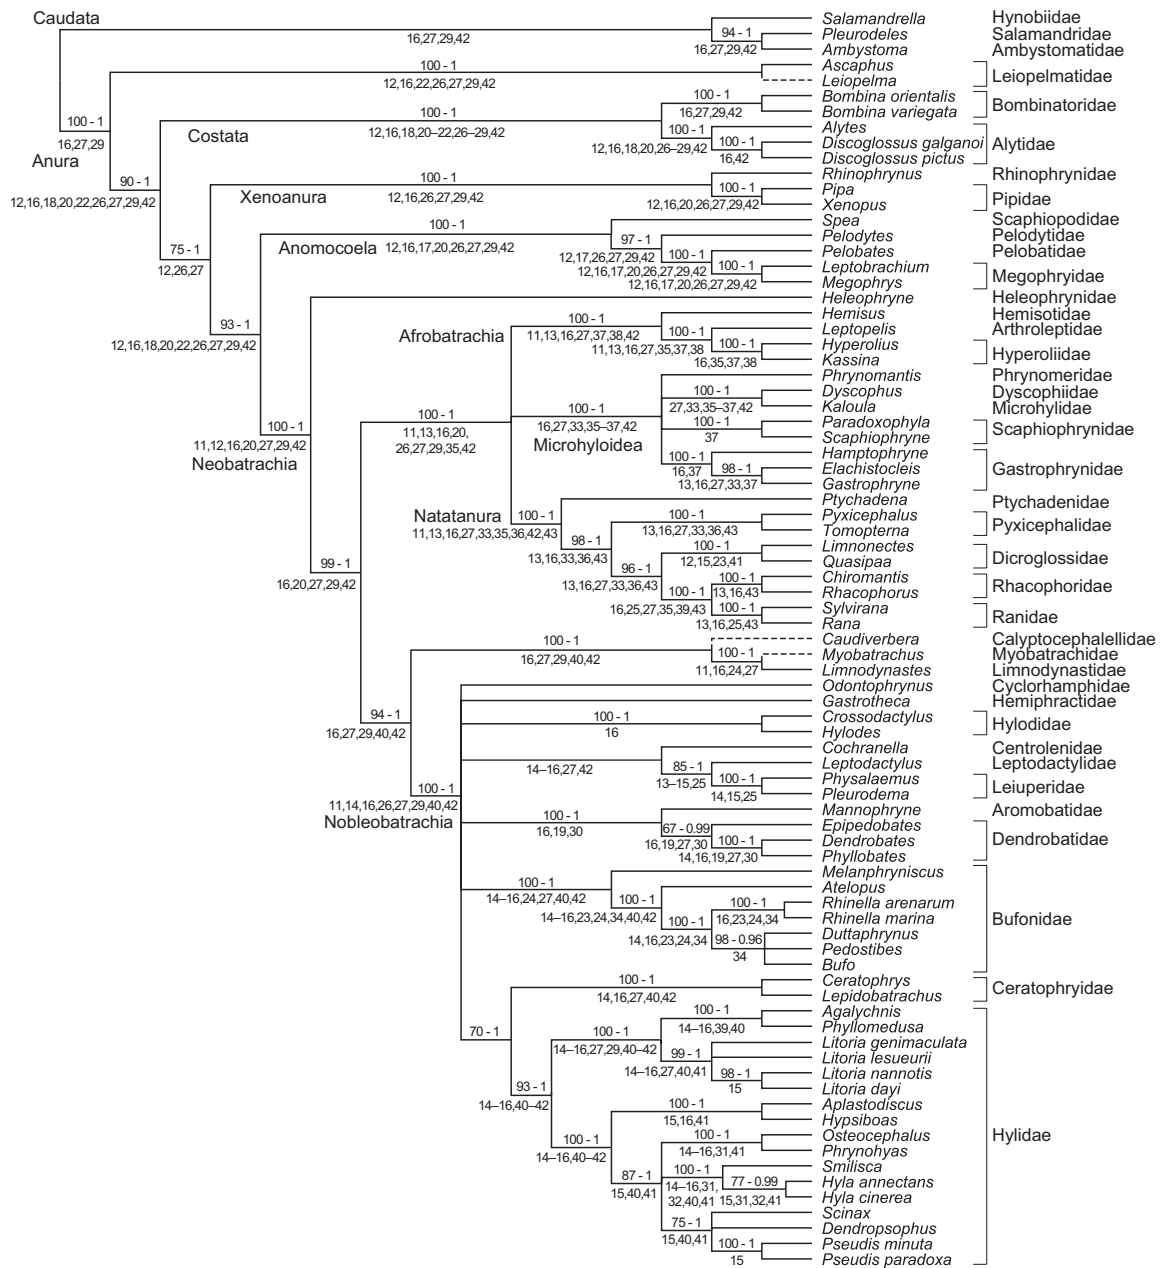 Caudata
Salamandrella Hynobiidae
94 - 1 Pleurodeles Salamandridae
16,27,29,42 16,27,29,42 Ambystoma Ambystomatidae
100 - 1 Ascaphus
12,16,22,26,27,29,42 Leiopelma Leiopelmatidae
100 - 1 Bombina orientalis
16,27,29,42 Bombina variegata Bombinatoridae
100 - 1
16,27,29
Anura
Costata
100 - 1
12,16,18,20–22,26–29,42
100 - 1 Alytes
12,16,18,20,26–29,42 100 - 1 Discoglossus galganoi Alytidae
16,42 Discoglossus pictus
90 - 1
12,16,18,20,22,26,27,29,42
Xenoanura
100 - 1
12,16,26,27,29,42
Rhinophrynus Rhinophrynidae
100 - 1 Pipa
12,16,20,26,27,29,42 Xenopus Pipidae
75 - 1
12,26,27
Anomocoela
100 - 1
12,16,17,20,26,27,29,42
Spea Scaphiopodidae
97 - 1 Pelodytes Pelodytidae
12,17,26,27,29,42 100 - 1 Pelobates Pelobatidae
12,16,17,20,26,27,29,42 100 - 1 Leptobrachium
12,16,17,20,26,27,29,42 Megophrys Megophryidae
93 - 1
12,16,18,20,22,26,27,29,42
Heleophryne Heleophrynidae
Afrobatrachia
100 - 1
11,13,16,27,37,38,42
Hemisus Hemisotidae
100 - 1 Leptopelis Arthroleptidae
11,13,16,27,35,37,38 100 - 1 Hyperolius
16,35,37,38 Kassina Hyperoliidae
Phrynomantis Phrynomeridae
100 - 1 Dyscophus Dyscophiidae
27,33,35–37,42 Kaloula Microhylidae
100 - 1
16,27,33,35–37,42
Microhyloidea
100 - 1 Paradoxophyla
37 Scaphiophryne Scaphiophrynidae
100 - 1 Hamptophryne
16,37 98 - 1 Elachistocleis Gastrophrynidae
13,16,27,33,37 Gastrophryne
100 - 1
11,13,16,20,
26,27,29,35,42
100 - 1
11,12,16,20,27,29,42
Neobatrachia
Natatanura
100 - 1
11,13,16,27,33,35,36,42,43
Ptychadena Ptychadenidae
100 - 1 Pyxicephalus
13,16,27,33,36,43 Tomopterna Pyxicephalidae
98 - 1
13,16,33,36,43
100 - 1 Limnonectes
12,15,23,41 Quasipaa Dicroglossidae
96 - 1
13,16,27,33,36,43
100 - 1 Chiromantis
13,16,43 Rhacophorus Rhacophoridae
100 - 1
16,25,27,35,39,43
100 - 1 Sylvirana
13,16,25,43 Rana Ranidae
99 - 1
16,20,27,29,42
100 - 1
16,27,29,40,42
Caudiverbera Calyptocephalellidae
100 - 1 Myobatrachus Myobatrachidae
11,16,24,27 Limnodynastes Limnodynastidae
94 - 1
16,27,29,40,42
Odontophrynus Cyclorhamphidae
Gastrotheca Hemiphractidae
100 - 1 Crossodactylus
16 Hylodes Hylodidae
14–16,27,42
Cochranella Centrolenidae
85 - 1 Leptodactylus Leptodactylidae
13–15,25 100 - 1 Physalaemus
14,15,25 Pleurodema Leiuperidae
100 - 1
11,14,16,26,27,29,40,42
Nobleobatrachia
100 - 1
16,19,30
Mannophryne Aromobatidae
67 - 0.99 Epipedobates
16,19,27,30 100 - 1 Dendrobates Dendrobatidae
14,16,19,27,30 Phyllobates
100 - 1
14–16,24,27,40,42
Melanphryniscus
100 - 1 Atelopus
14–16,23,24,34,40,42
100 - 1 Rhinella arenarum
16,23,24,34 Rhinella marina Bufonidae
100 - 1
14,16,23,24,34
98 - 0.96 Duttaphrynus
34 Pedostibes
Bufo
100 - 1 Ceratophrys
14,16,27,40,42 Lepidobatrachus Ceratophryidae
70 - 1
100 - 1 Agalychnis
14–16,39,40 Phyllomedusa
100 - 1
14–16,27,29,40–42
Litoria genimaculata
99 - 1 Litoria lesueurii
14–16,27,40,41
98 - 1 Litoria nannotis
15 Litoria dayi
93 - 1
14–16,40–42
100 - 1 Aplastodiscus
15,16,41 Hypsiboas
100 - 1
14–16,40–42
100 - 1 Osteocephalus Hylidae
14–16,31,41 Phrynohyas
87 - 1
15,40,41
100 - 1 Smilisca
14–16,31,
32,40,41
77 - 0.99 Hyla annectans
15,31,32,41 Hyla cinerea
75 - 1 Scinax
15,40,41 Dendropsophus
100 - 1 Pseudis minuta
15 Pseudis paradoxa